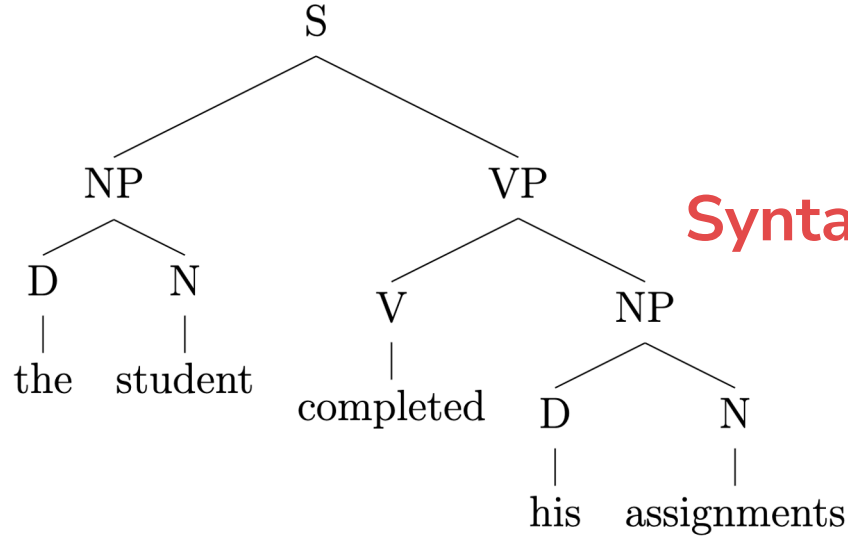 S
NP VP
Synta
D N
V NP
the student
completed
D N
his assignments